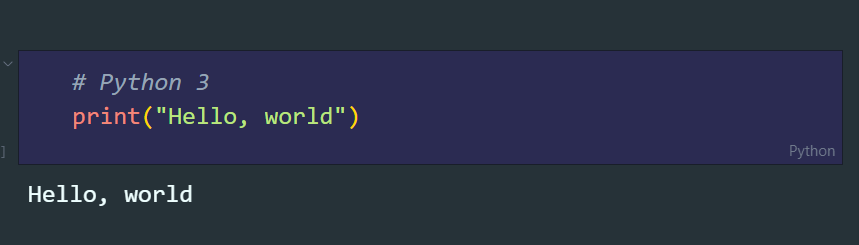 # Python 3
print("Hello, world")
]
Python
Hello, world